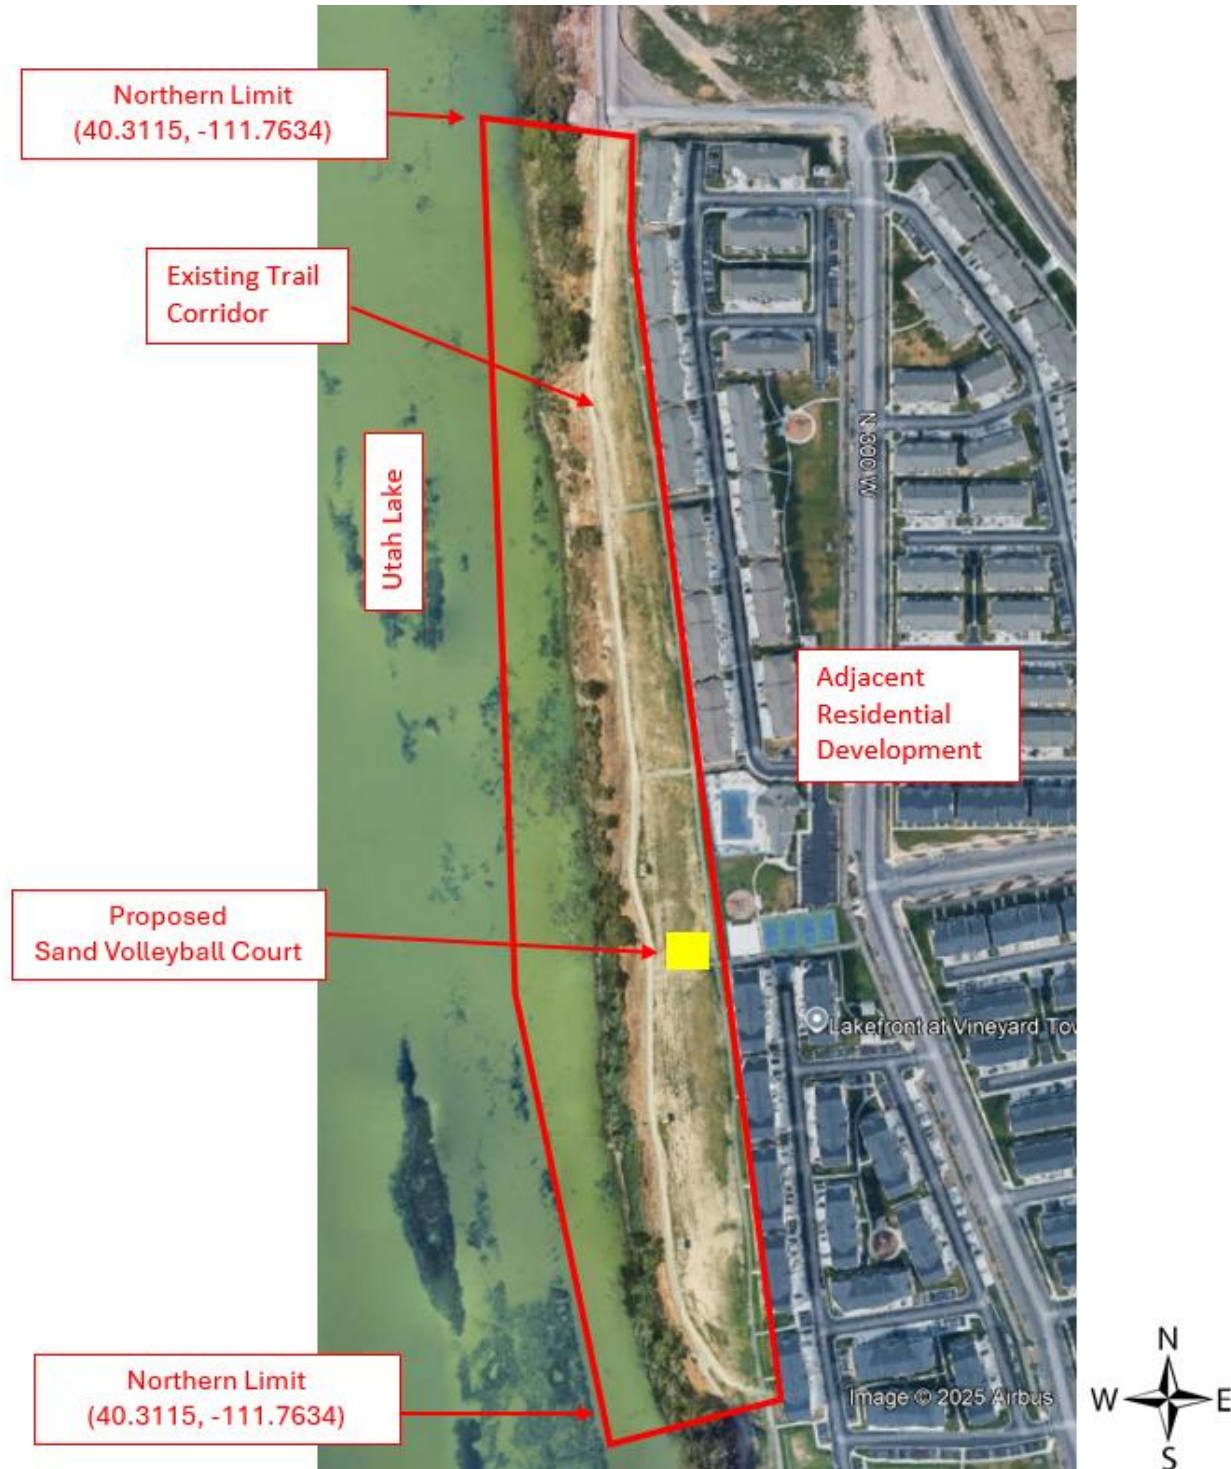 Northern Limit
(40.3115, -111.7634)
Existing Trail
Corridor
Utah Lake
N 300 W
Adjacent
Residential
Development
Proposed
Sand Volleyball Court
Lakefront at Vineyard Tow
Northern Limit
(40.3115, -111.7634)
Image © 2025 Airbus
N
W
E
S